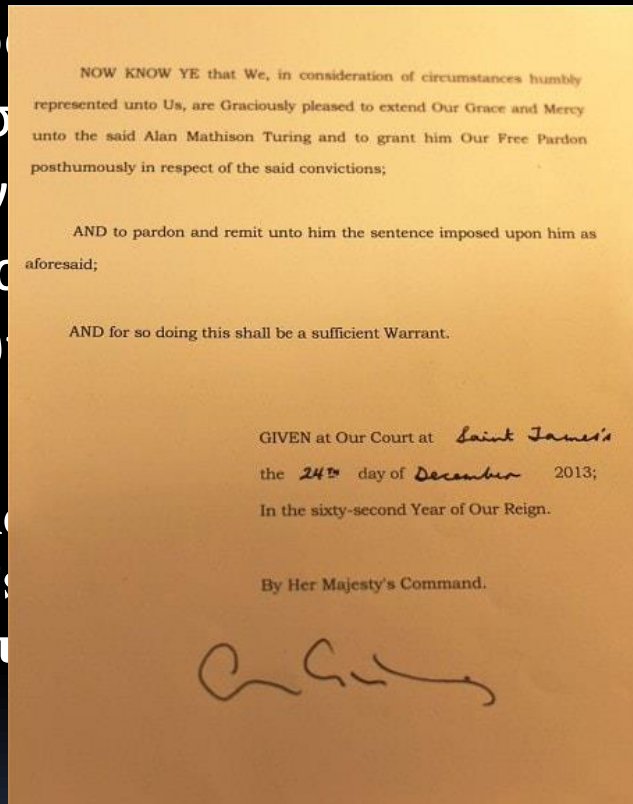 NOW KNOW YE that We, in consideration of circumstances humbly
represented unto Us, are Graciously pleased to extend Our Grace and Mercy
unto the said Alan Mathison Turing and to grant him Our Free Pardon
posthumously in respect of the said convictions;
AND to pardon and remit unto him the sentence imposed upon him as
aforesaid;
AND for so doing this shall be a sufficient Warrant.
GIVEN at Our Court at Saint James's
the 24TH day of December 2013;
In the sixty-second Year of Our Reign.
By Her Majesty's Command.